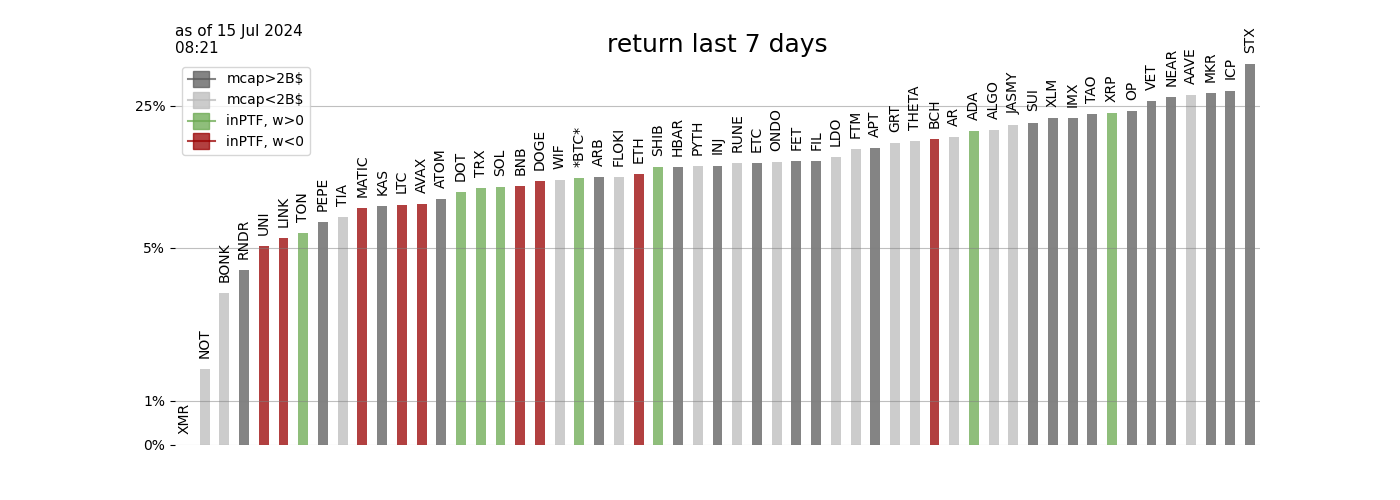 as of 15 Jul 2024
08:21
return last 7 days
mcap>2B$
mcap<2B$
inPTF, w>0
inPTF, w<0
25%
5%
1%
0%
XMR
NOT
BONK
RNDR
UNI
LINK
TON
PEPE
TIA
MATIC
KAS
LTC
AVAX
ATOM
DOT
TRX
SOL
BNB
DOGE
WIF
*BTC*
ARB
FLOKI
ETH
SHIB
HBAR
PYTH
INJ
RUNE
ETC
ONDO
FET
FIL
LDO
FTM
APT
GRT
THETA
BCH
AR
ADA
ALGO
JASMY
SUI
XLM
IMX
TAO
XRP
OP
VET
NEAR
AAVE
MKR
ICP
STX